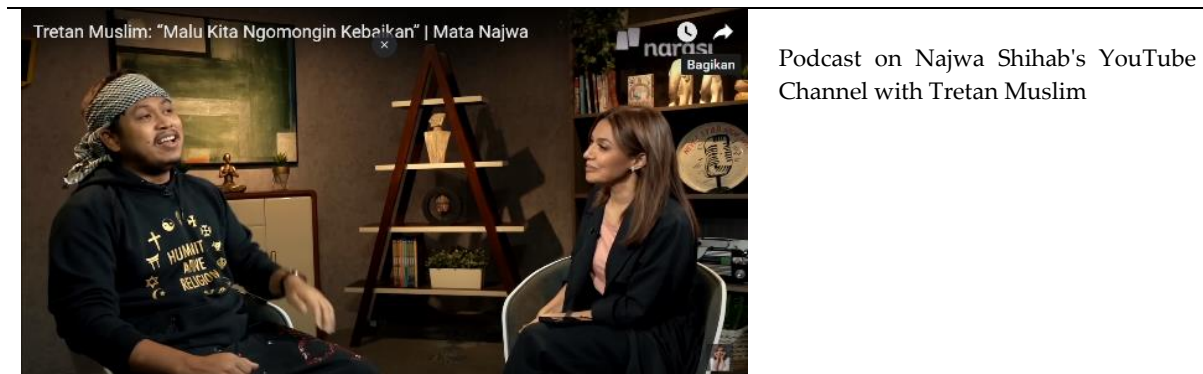 Tretan Muslim: “Malu Kita Ngomongin Kebaikan” | Mata Najwa
narasi
Bagikan
HUMANITY
ABOVE
RELIGION
Podcast on Najwa Shihab's YouTube
Channel with Tretan Muslim